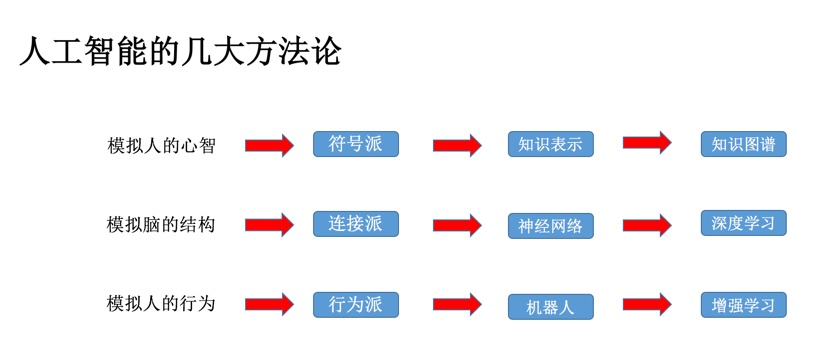 人工智能的几大方法论
模拟人的心智 符号派 知识表示 知识图谱
模拟脑的结构 连接派 神经网络 深度学习
模拟人的行为 行为派 机器人 增强学习